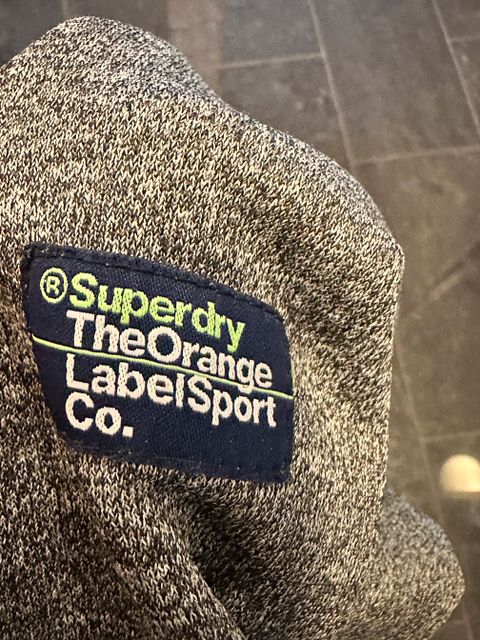 ®Superdry
TheOrange
LabelSport
Co.